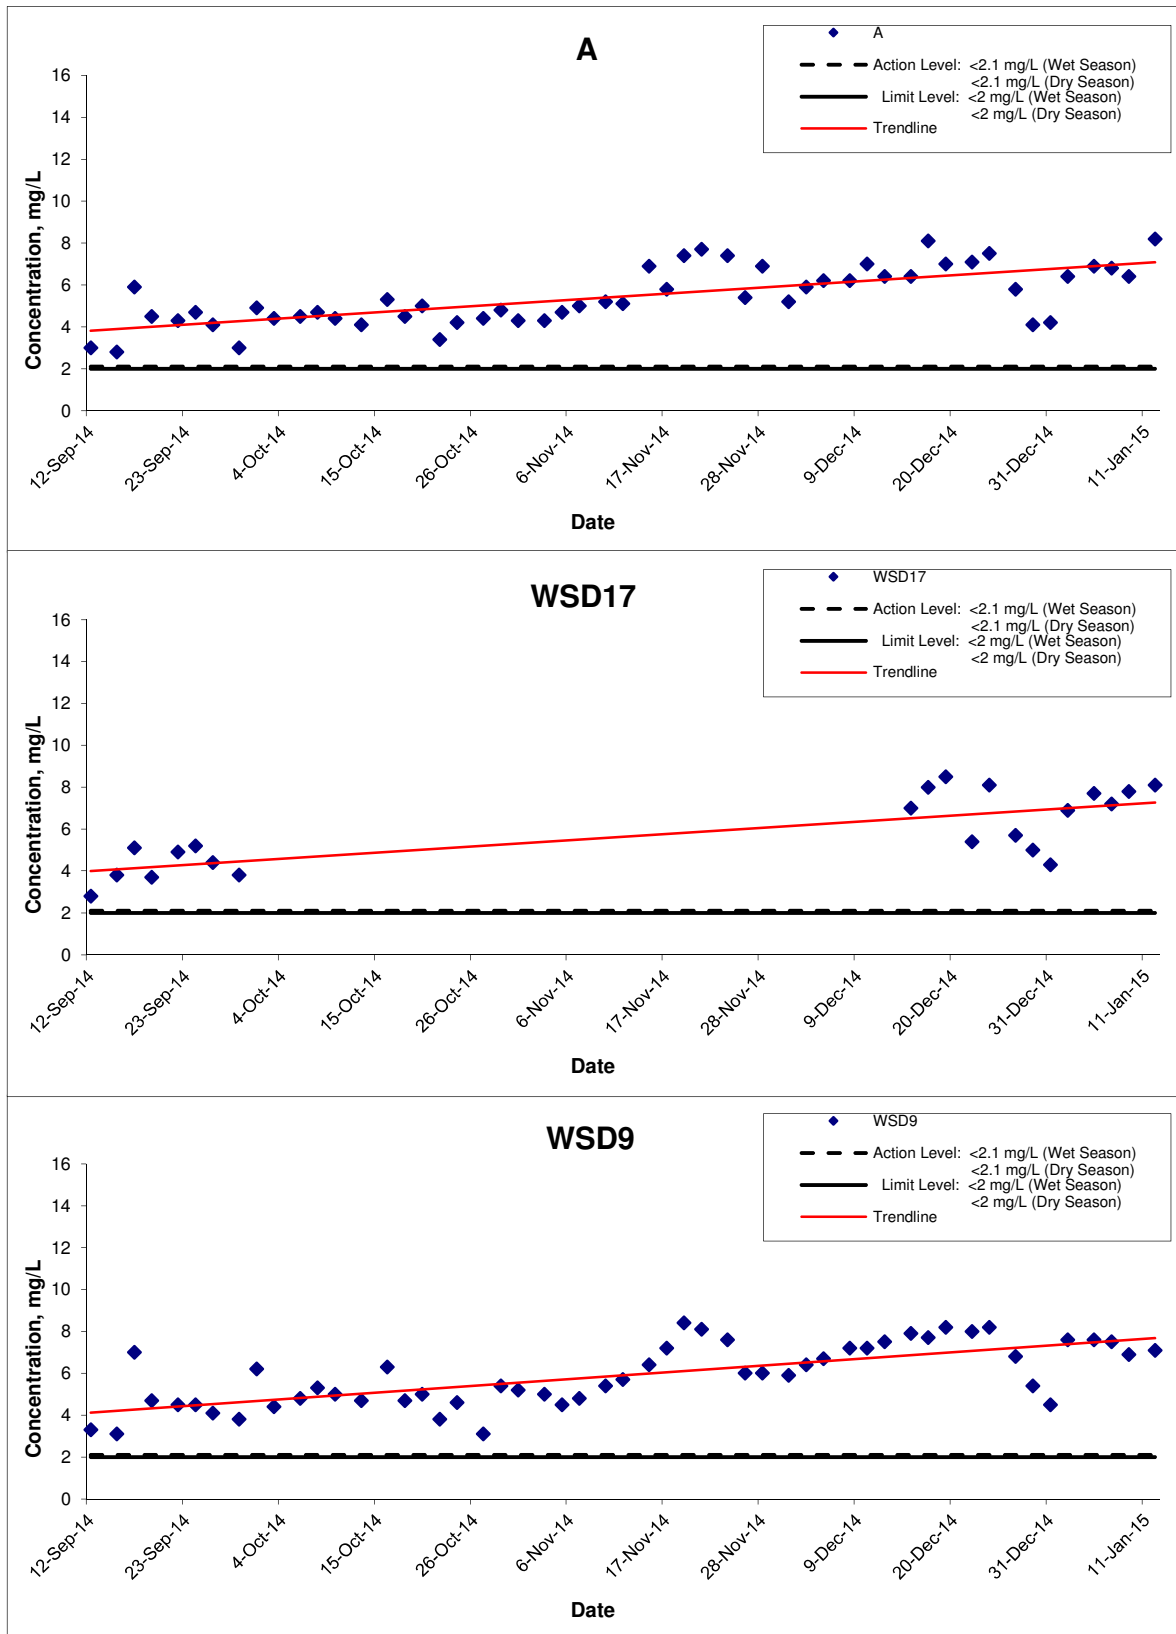 A
A
Action Level: <2.1 mg/L (Wet Season)
<2.1 mg/L (Dry Season)
Limit Level: <2 mg/L (Wet Season)
<2 mg/L (Dry Season)
Trendline
Concentration, mg/L
16
14
12
10
8
6
4
2
0
12-Sep-14
23-Sep-14
4-Oct-14
15-Oct-14
26-Oct-14
6-Nov-14
17-Nov-14
28-Nov-14
9-Dec-14
20-Dec-14
31-Dec-14
11-Jan-15
Date
WSD17
WSD17
Action Level: <2.1 mg/L (Wet Season)
<2.1 mg/L (Dry Season)
Limit Level: <2 mg/L (Wet Season)
<2 mg/L (Dry Season)
Trendline
Concentration, mg/L
16
14
12
10
8
6
4
2
0
12-Sep-14
23-Sep-14
4-Oct-14
15-Oct-14
26-Oct-14
6-Nov-14
17-Nov-14
28-Nov-14
9-Dec-14
20-Dec-14
31-Dec-14
11-Jan-15
Date
WSD9
WSD9
Action Level: <2.1 mg/L (Wet Season)
<2.1 mg/L (Dry Season)
Limit Level: <2 mg/L (Wet Season)
<2 mg/L (Dry Season)
Trendline
Concentration, mg/L
16
14
12
10
8
6
4
2
0
12-Sep-14
23-Sep-14
4-Oct-14
15-Oct-14
26-Oct-14
6-Nov-14
17-Nov-14
28-Nov-14
9-Dec-14
20-Dec-14
31-Dec-14
11-Jan-15
Date